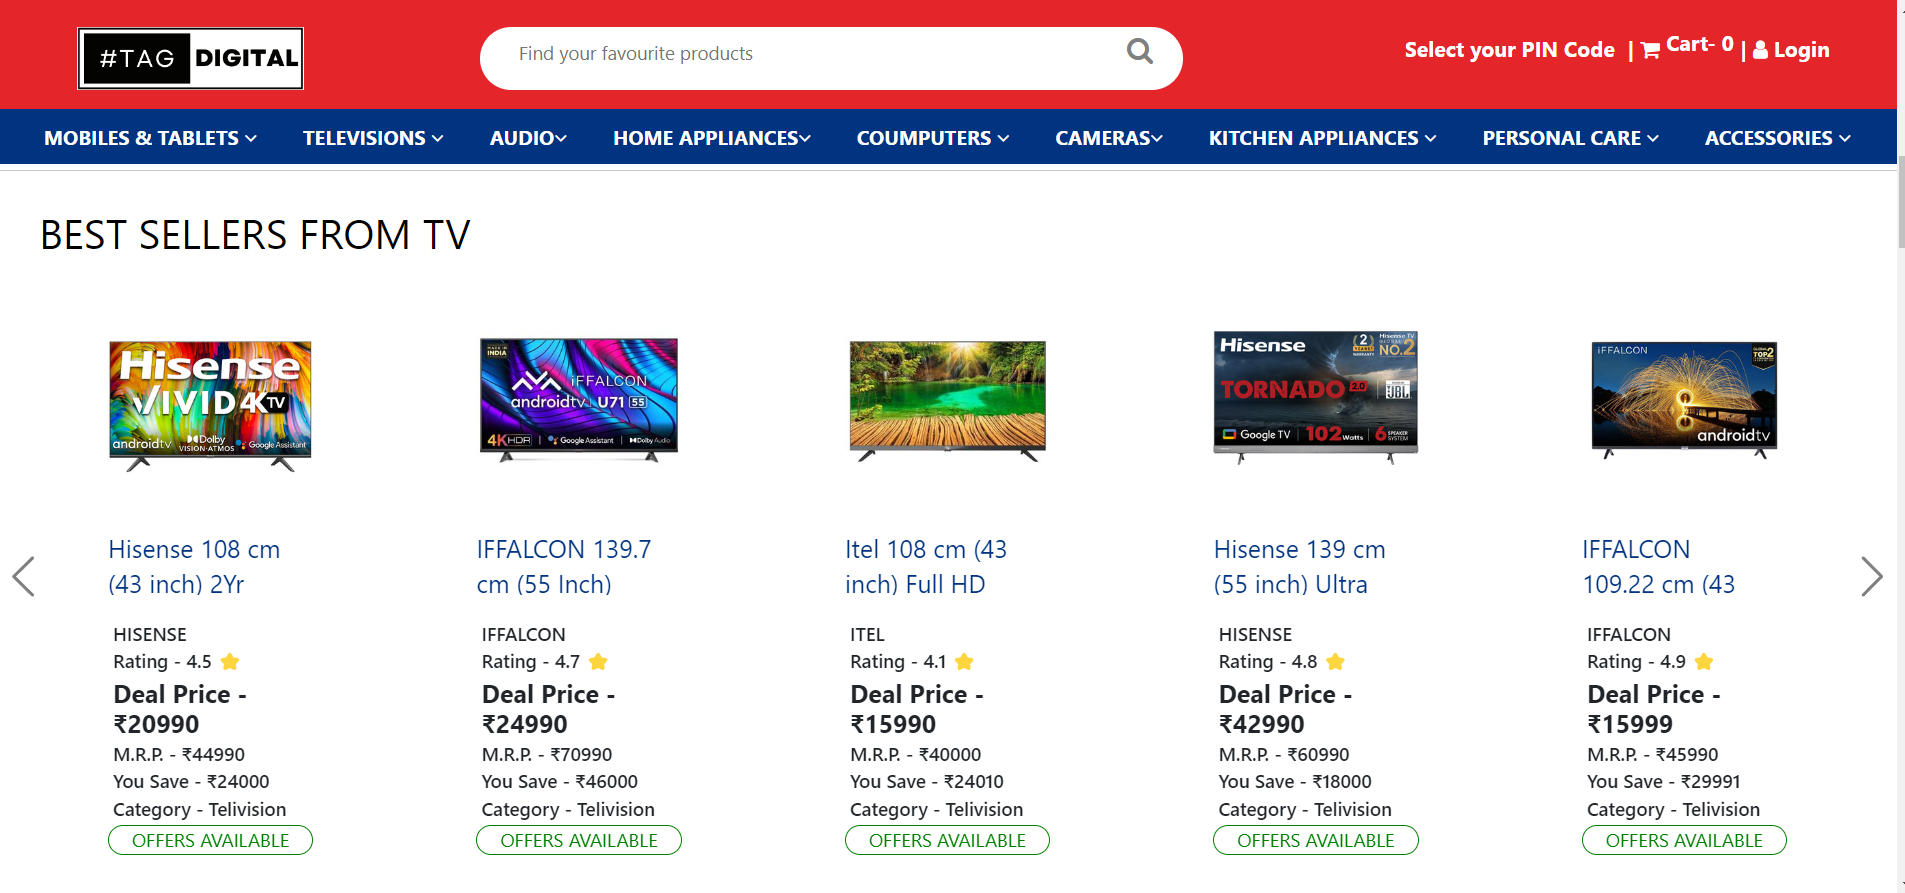 #TAG DIGITAL
Find your favourite products
Select your PIN Code | Cart- 0 | Login
MOBILES & TABLETS TELEVISIONS AUDIO HOME APPLIANCES COUMPUTERS CAMERAS KITCHEN APPLIANCES PERSONAL CARE ACCESSORIES
BEST SELLERS FROM TV
Hisense
VIVID 4K TV
androidtv Dolby VISION·ATMOS Google Assistant
Hisense 108 cm
(43 inch) 2Yr
HISENSE
Rating - 4.5
Deal Price -
₹20990
M.R.P. - ₹44990
You Save - ₹24000
Category - Telivision
OFFERS AVAILABLE
MADE IN
INDIA
iFFALCON
androidtv U71 55
4K HDR | Google Assistant | Dolby Audio
IFFALCON 139.7
cm (55 Inch)
IFFALCON
Rating - 4.7
Deal Price -
₹24990
M.R.P. - ₹70990
You Save - ₹46000
Category - Telivision
OFFERS AVAILABLE
Itel 108 cm (43
inch) Full HD
ITEL
Rating - 4.1
Deal Price -
₹15990
M.R.P. - ₹40000
You Save - ₹24010
Category - Telivision
OFFERS AVAILABLE
Hisense 2 YEARS WARRANTY Hisense TV GLOBAL NO.2
TORNADO 2.0 JBL
Google TV | 102 Watts | 6 SPEAKER SYSTEM
Hisense 139 cm
(55 inch) Ultra
HISENSE
Rating - 4.8
Deal Price -
₹42990
M.R.P. - ₹60990
You Save - ₹18000
Category - Telivision
OFFERS AVAILABLE
iFFALCON GLOBAL TOP2
androidtv
IFFALCON
109.22 cm (43
IFFALCON
Rating - 4.9
Deal Price -
₹15999
M.R.P. - ₹45990
You Save - ₹29991
Category - Telivision
OFFERS AVAILABLE